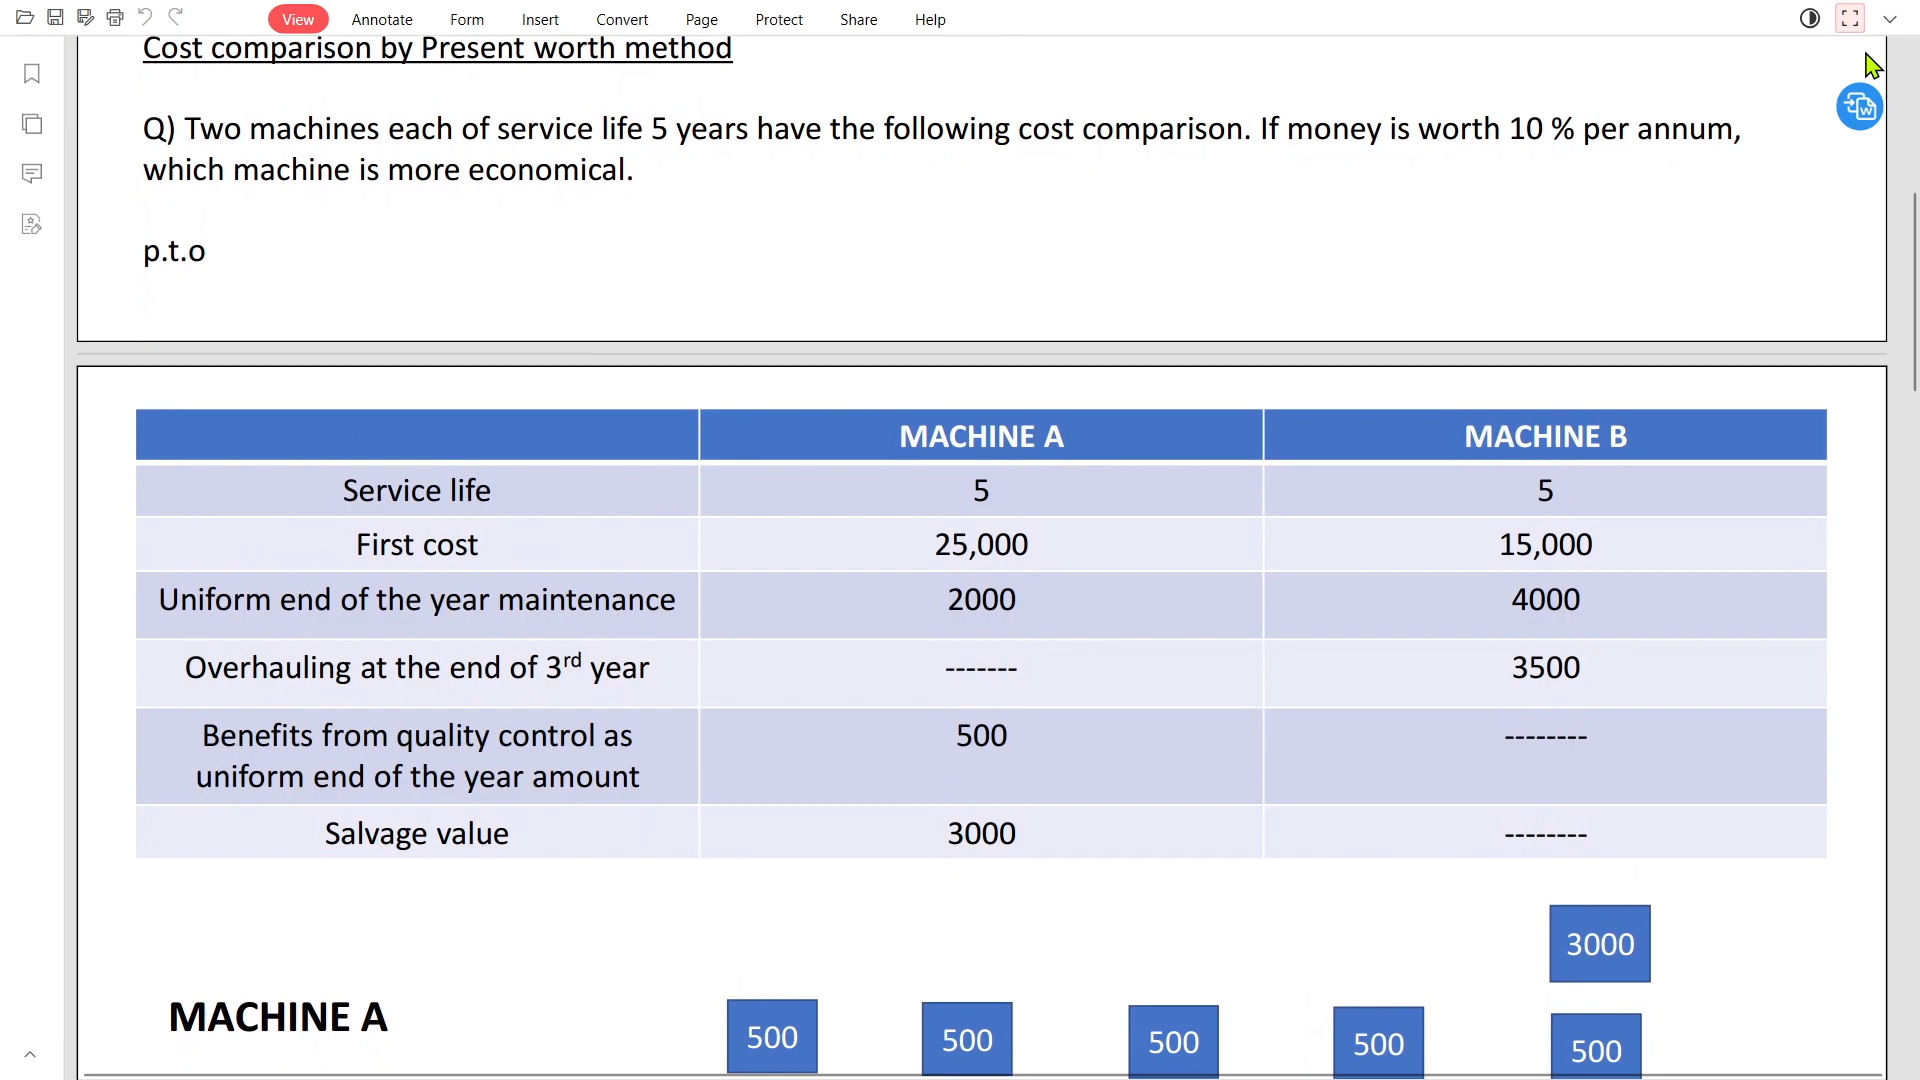 View Annotate Form Insert Convert Page Protect Share Help
Cost comparison by Present worth method
Q) Two machines each of service life 5 years have the following cost comparison. If money is worth 10 % per annum,
which machine is more economical.
p.t.o
MACHINE A MACHINE B
Service life 5 5
First cost 25,000 15,000
Uniform end of the year maintenance 2000 4000
Overhauling at the end of 3rd year ------- 3500
Benefits from quality control as 500 --------
uniform end of the year amount
Salvage value 3000 --------
3000
MACHINE A
500 500 500 500 500